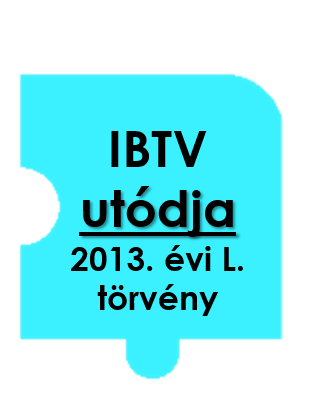 IBTV
utódja
2013. évi L.
törvény